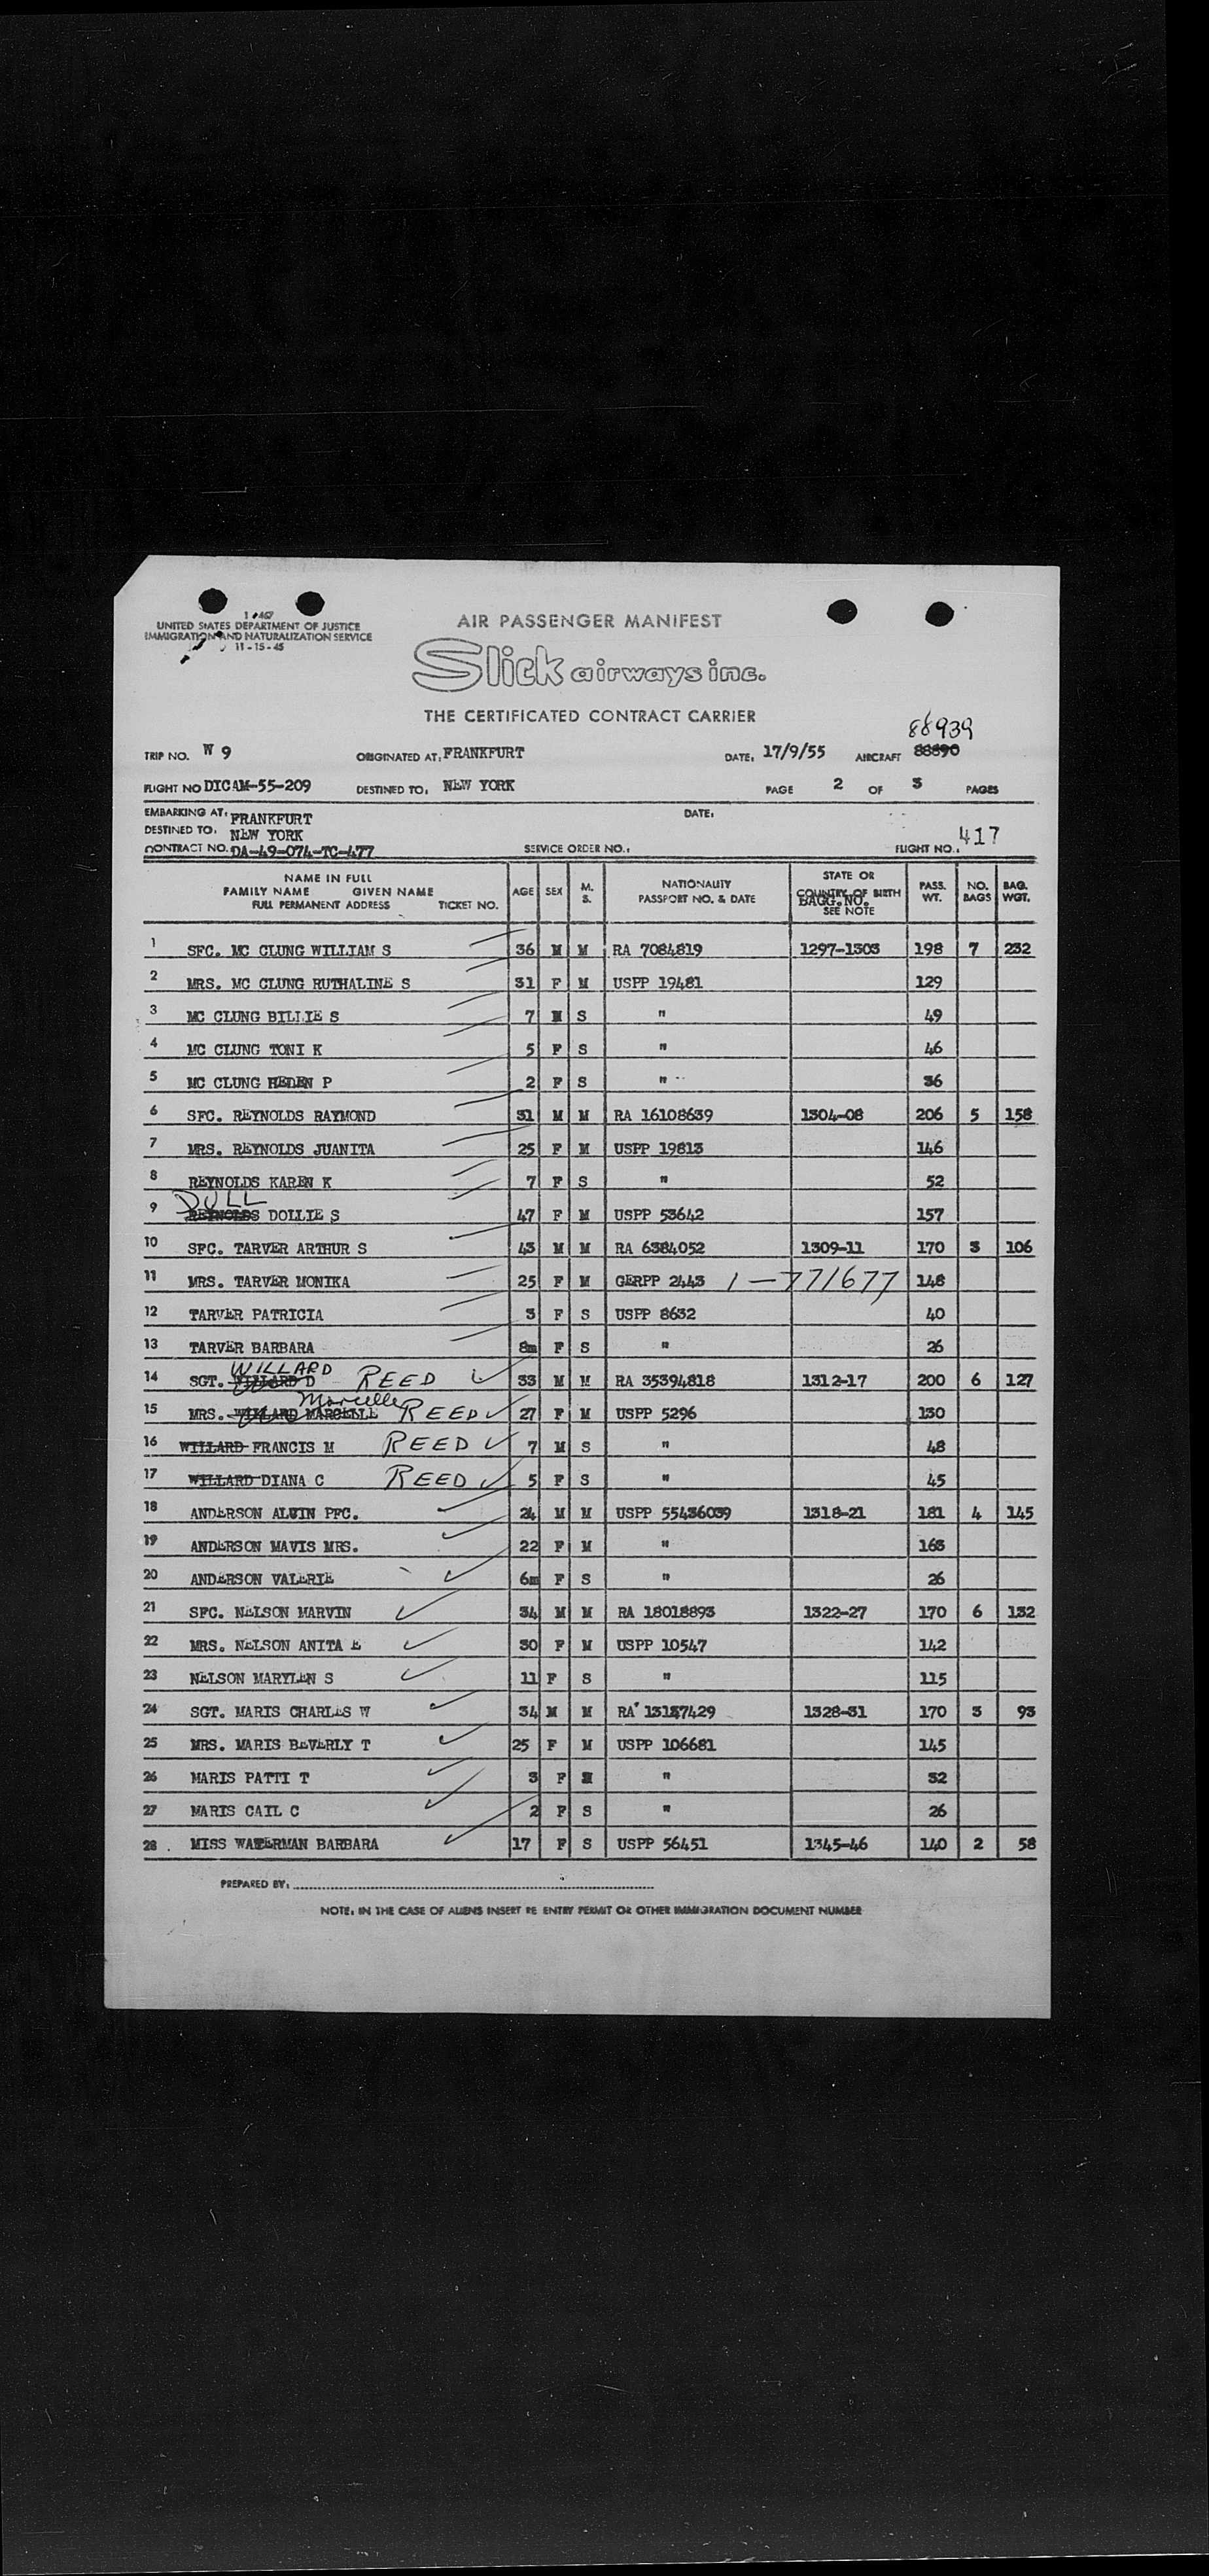 1 467
UNITED STATES DEPARTMENT OF JUSTICE
IMMIGRATION AND NATURALIZATION SERVICE
11-15-45
AIR PASSENGER MANIFEST
Slick airways inc.
THE CERTIFICATED CONTRACT CARRIER
88939
TRIP NO. W 9 ORIGINATED AT: FRANKFURT DATE: 17/9/55 AIRCRAFT 88890
FLIGHT NO DICAM-55-209 DESTINED TO: NEW YORK PAGE 2 OF 3 PAGES
EMBARKING AT: FRANKFURT DATE:
DESTINED TO: NEW YORK
CONTRACT NO. DA-49-074-TC-477 SERVICE ORDER NO.: FLIGHT NO.: 417
NAME IN FULL FAMILY NAME GIVEN NAME FULL PERMANENT ADDRESS TICKET NO. AGE SEX M. S. NATIONALITY PASSPORT NO. & DATE STATE OR COUNTRY OF BIRTH BAGG. NO. SEE NOTE PASS. WT. NO. BAGS BAG. WGT.
1 SFC. MC CLUNG WILLIAM S 36 M M RA 7084819 1297-1303 198 7 232
2 MRS. MC CLUNG RUTHALINE S 31 F M USPP 19481 129
3 MC CLUNG BILLIE S 7 M S " 49
4 MC CLUNG TONI K 5 F S " 46
5 MC CLUNG HEDEN P 2 F S " 36
6 SFC. REYNOLDS RAYMOND 31 M M RA 16108639 1304-08 206 5 158
7 MRS. REYNOLDS JUANITA 25 F M USPP 19813 146
8 REYNOLDS KAREN K 7 F S " 52
DULL
9 REYNOLDS DOLLIE S 47 F M USPP 53642 157
10 SFC. TARVER ARTHUR S 43 M M RA 6384052 1309-11 170 3 106
11 MRS. TARVER MONIKA 25 F M GERPP 2443 1-771677 148
12 TARVER PATRICIA 3 F S USPP 8632 40
13 TARVER BARBARA 8m F S " 26
WILLARD
14 SGT. WILLARD D REED 33 M M RA 35394818 1312-17 200 6 127
Marcelle
15 MRS. WILLARD MARCELLE REED 27 F M USPP 5296 130
16 WILLARD FRANCIS M REED 7 M S " 48
17 WILLARD DIANA C REED 5 F S " 45
18 ANDERSON ALVIN PFC. 24 M M USPP 55436039 1318-21 181 4 145
19 ANDERSON MAVIS MRS. 22 F M " 163
20 ANDERSON VALERIE 6m F S " 26
21 SFC. NELSON MARVIN 34 M M RA 18018893 1322-27 170 6 132
22 MRS. NELSON ANITA E 30 F M USPP 10547 142
23 NELSON MARYLEN S 11 F S " 115
24 SGT. MARIS CHARLES W 34 M M RA 13137429 1328-31 170 3 93
25 MRS. MARIS BEVERLY T 25 F M USPP 106681 145
26 MARIS PATTI T 3 F " 32
27 MARIS CAIL C 2 F S " 26
28 MISS WATERMAN BARBARA 17 F S USPP 56451 1345-46 140 2 58
PREPARED BY:
NOTE: IN THE CASE OF ALIENS INSERT RE ENTRY PERMIT OR OTHER IMMIGRATION DOCUMENT NUMBER